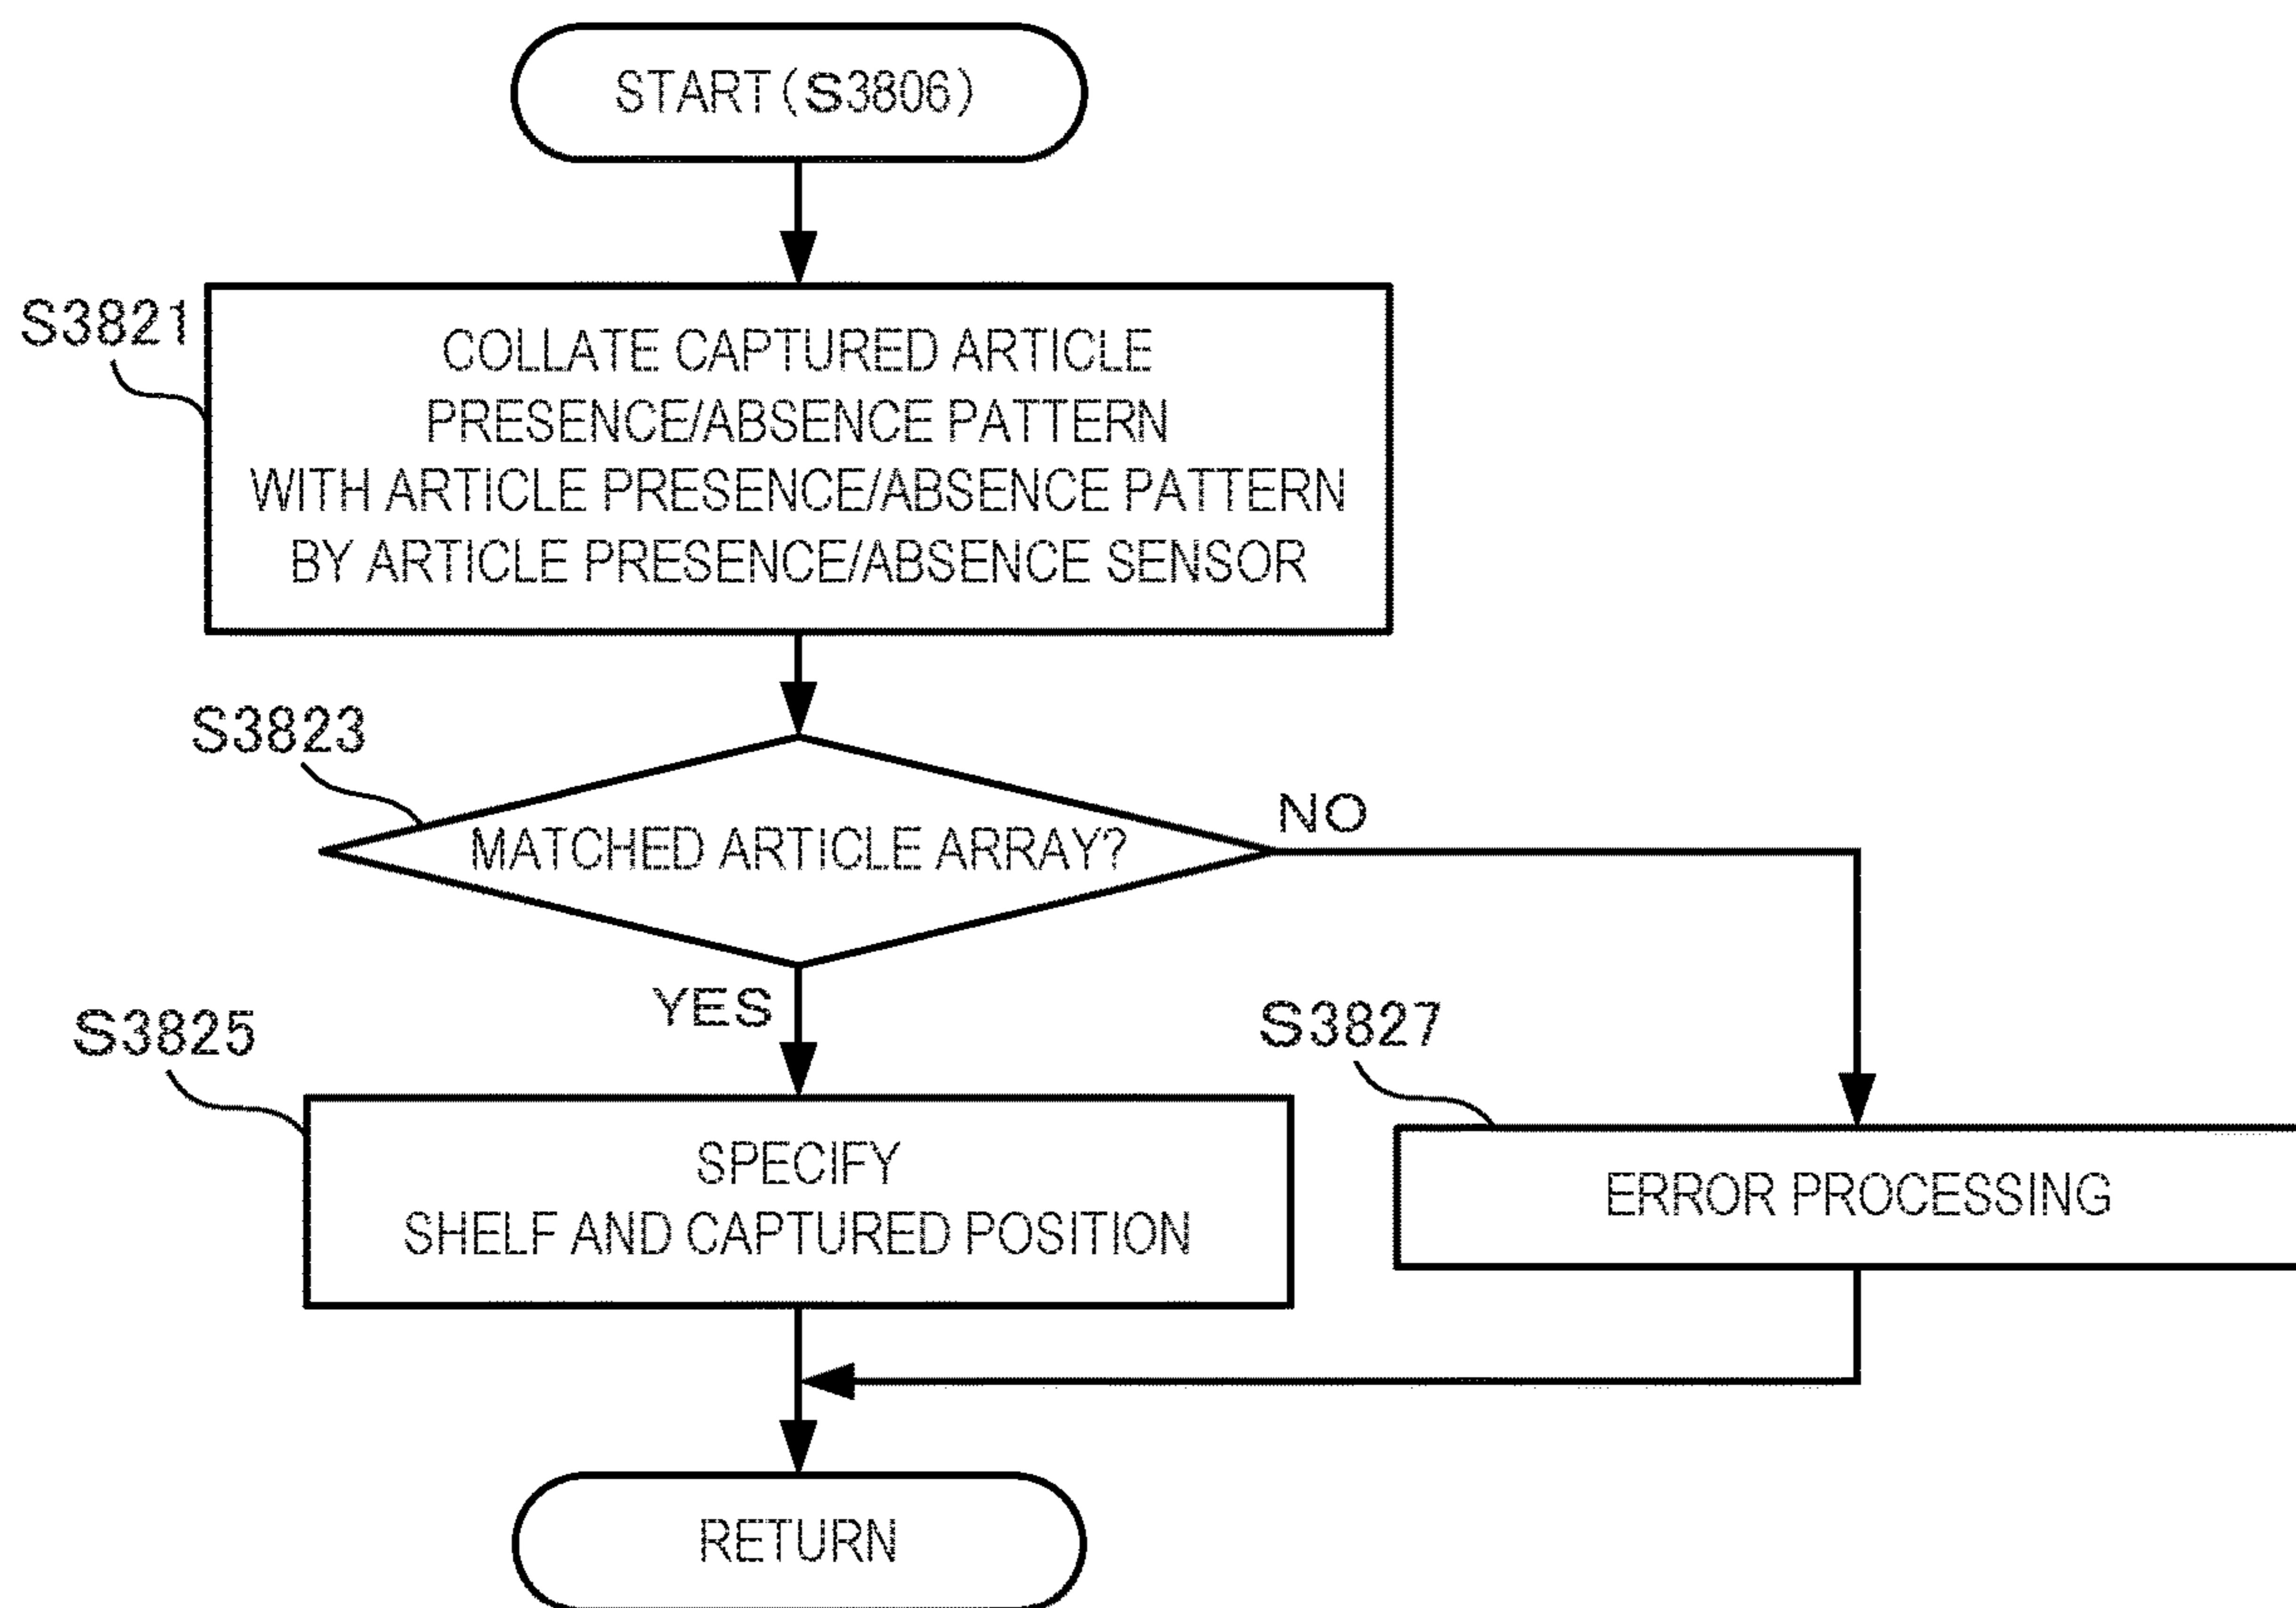 START(S3806)
S3821
COLLATE CAPTURED ARTICLE
PRESENCE/ABSENCE PATTERN
WITH ARTICLE PRESENCE/ABSENCE PATTERN
BY ARTICLE PRESENCE/ABSENCE SENSOR
S3823
MATCHED ARTICLE ARRAY?
NO
YES
S3825
SPECIFY
SHELF AND CAPTURED POSITION
S3827
ERROR PROCESSING
RETURN